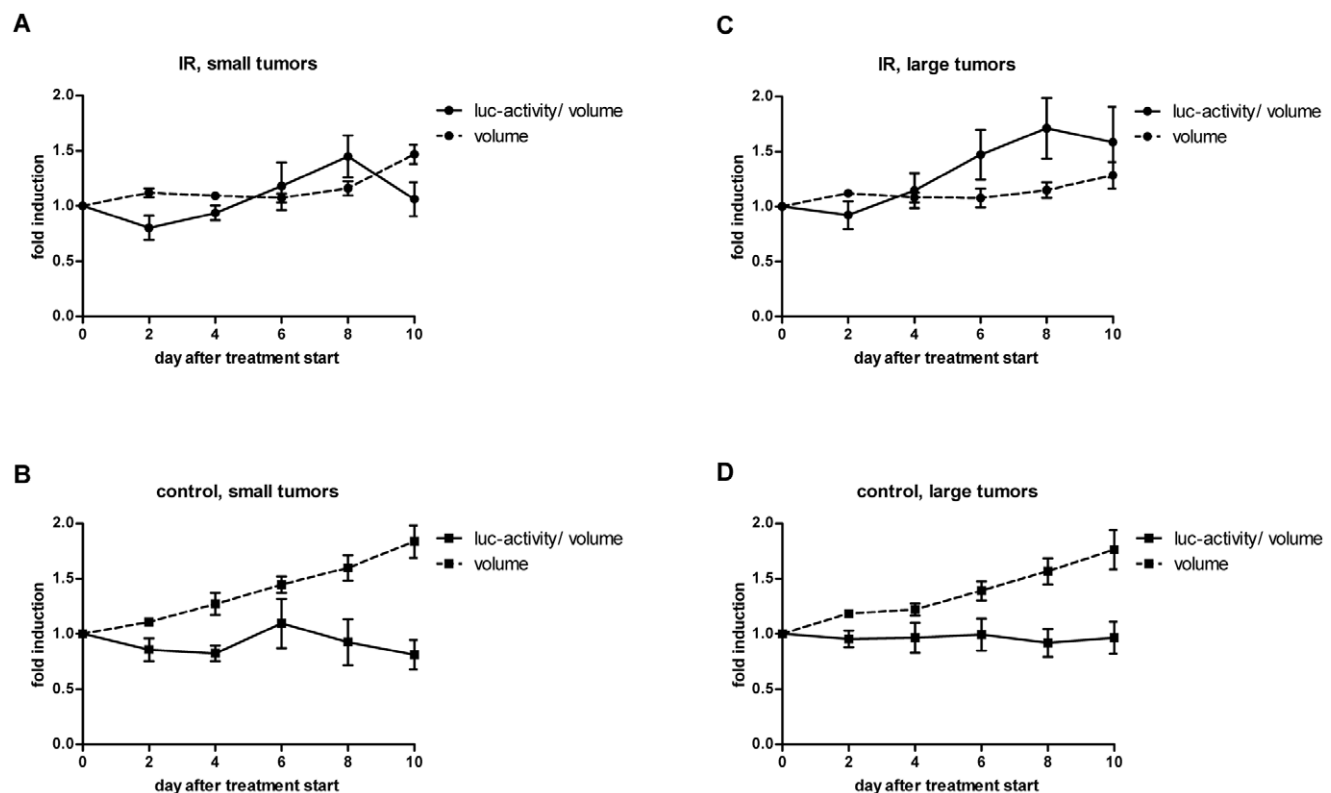 A
IR, small tumors
fold induction
2.0
1.5
1.0
0.5
0.0
0 2 4 6 8 10
day after treatment start
luc-activity/ volume
volume
C
IR, large tumors
fold induction
2.0
1.5
1.0
0.5
0.0
0 2 4 6 8 10
day after treatment start
luc-activity/ volume
volume
B
control, small tumors
fold induction
2.0
1.5
1.0
0.5
0.0
0 2 4 6 8 10
day after treatment start
luc-activity/ volume
volume
D
control, large tumors
fold induction
2.0
1.5
1.0
0.5
0.0
0 2 4 6 8 10
day after treatment start
luc-activity/ volume
volume